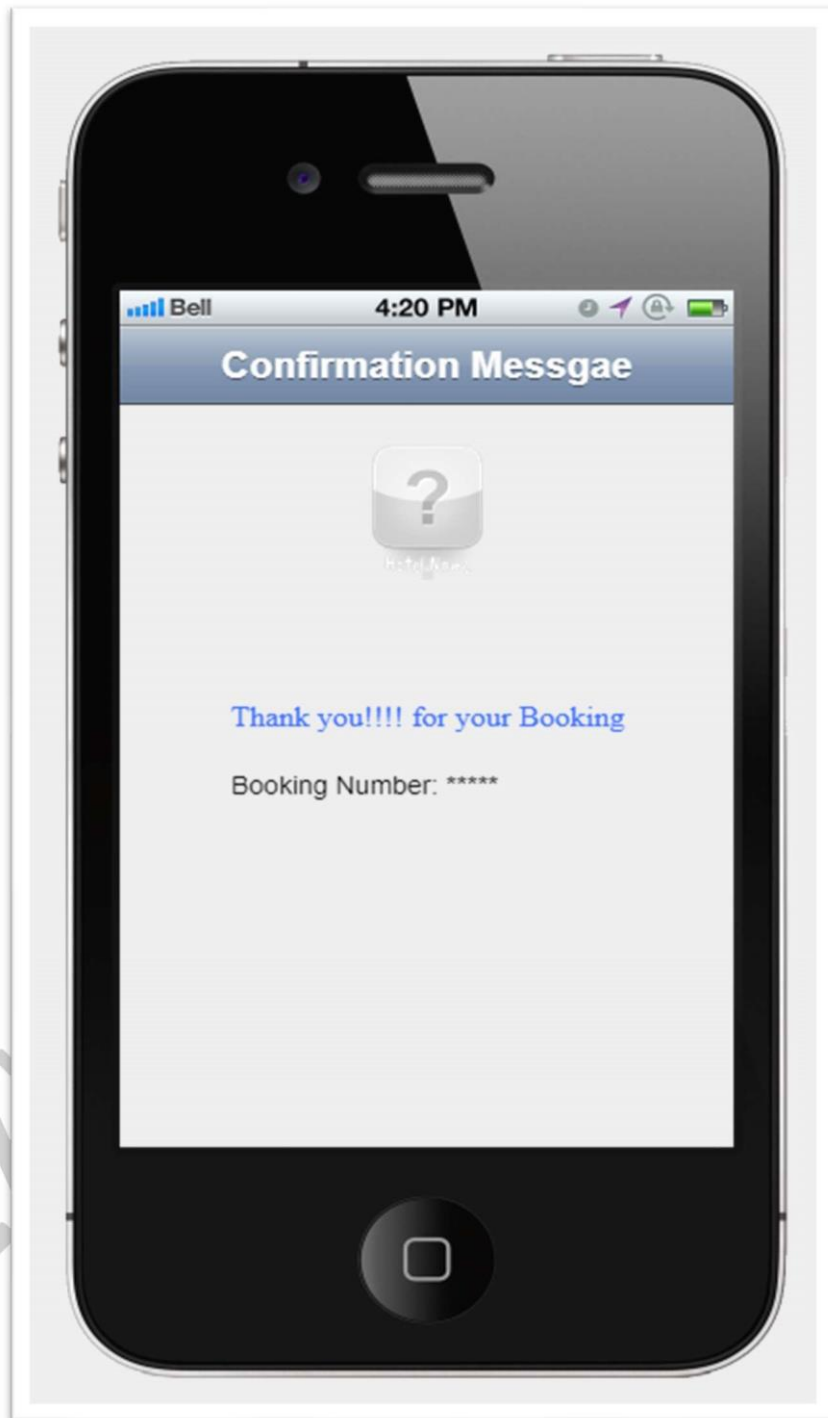 Bell 4:20 PM
Confirmation Messgae
?
Thank you!!!! for your Booking
Booking Number: *****